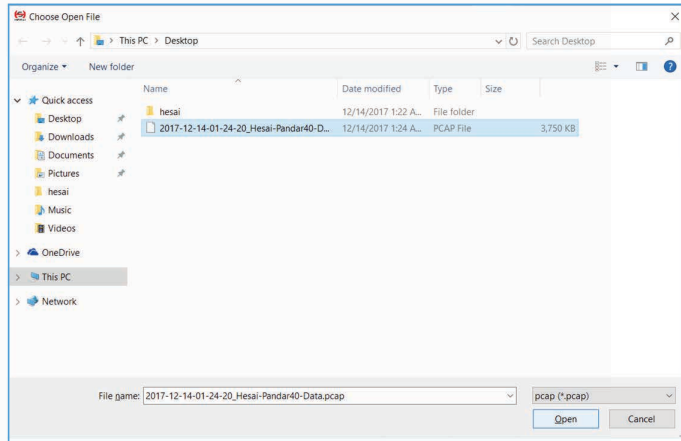 Choose Open File
This PC > Desktop
Search Desktop
Organize
New folder
Name
Date modified
Type
Size
Quick access
Desktop
Downloads
Documents
Pictures
hesai
Music
Videos
OneDrive
This PC
Network
hesai 12/14/2017 1:22 A... File folder
2017-12-14-01-24-20_Hesai-Pandar40-D... 12/14/2017 1:24 A... PCAP File 3,750 KB
File name: 2017-12-14-01-24-20_Hesai-Pandar40-Data.pcap pcap (*.pcap)
Open Cancel